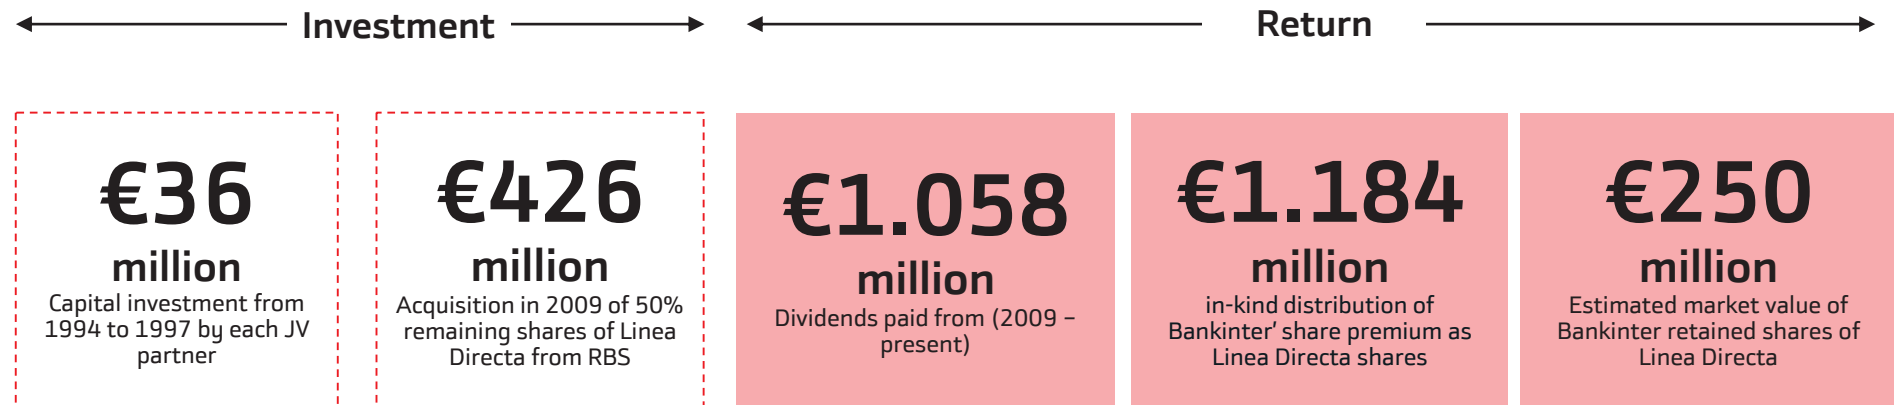 Investment
Return
€36
million
Capital investment from
1994 to 1997 by each JV
partner
€426
million
Acquisition in 2009 of 50%
remaining shares of Linea
Directa from RBS
€1.058
million
Dividends paid from (2009 –
present)
€1.184
million
in-kind distribution of
Bankinter' share premium as
Linea Directa shares
€250
million
Estimated market value of
Bankinter retained shares of
Linea Directa